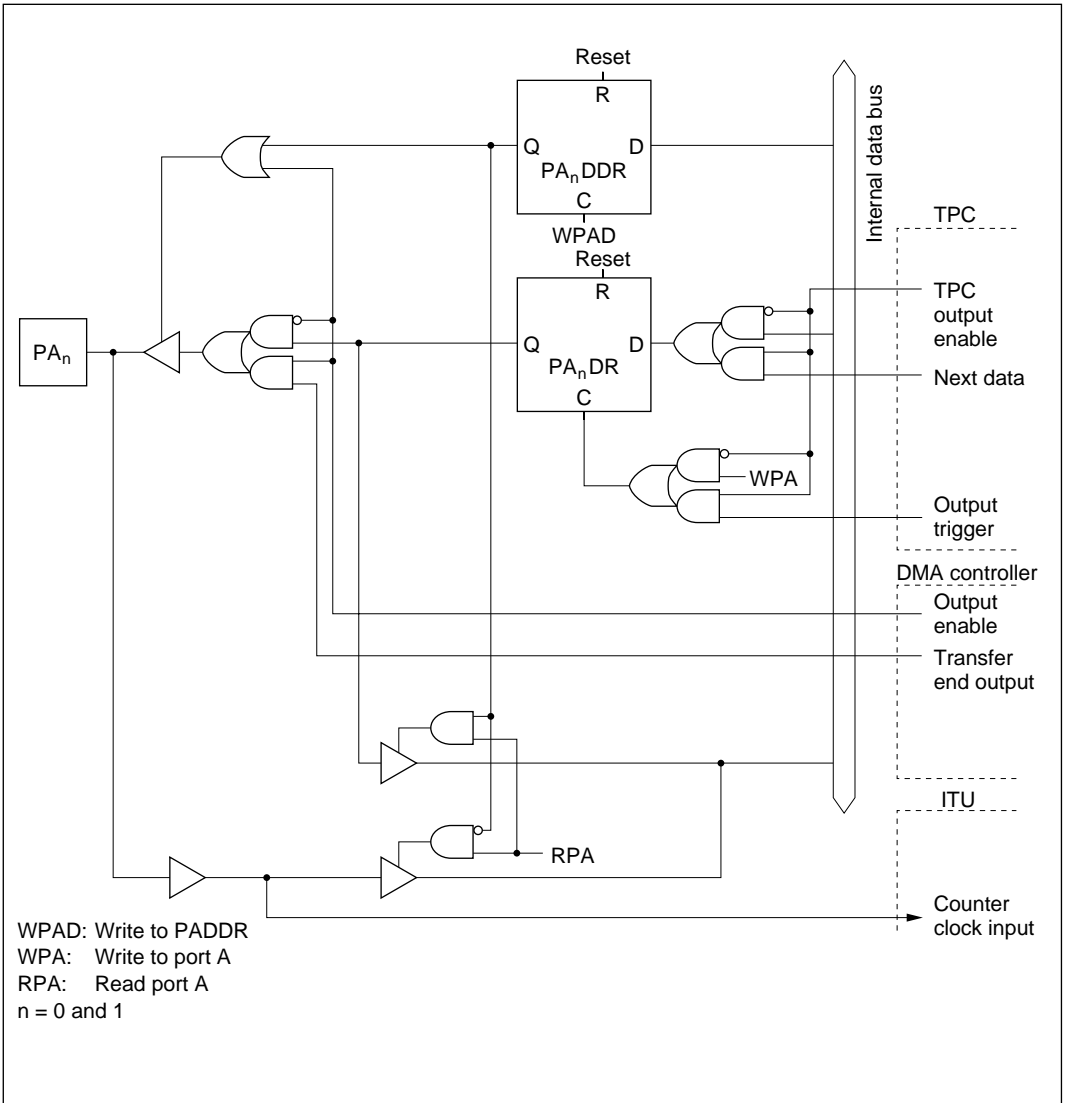 Reset
R
Q
D
PAnDDR
C
WPAD
Reset
R
Q
D
PAnDR
C
WPA
PAn
Internal data bus
TPC
TPC
output
enable
Next data
Output
trigger
DMA controller
Output
enable
Transfer
end output
ITU
Counter
clock input
RPA
WPAD: Write to PADDR
WPA: Write to port A
RPA: Read port A
n = 0 and 1